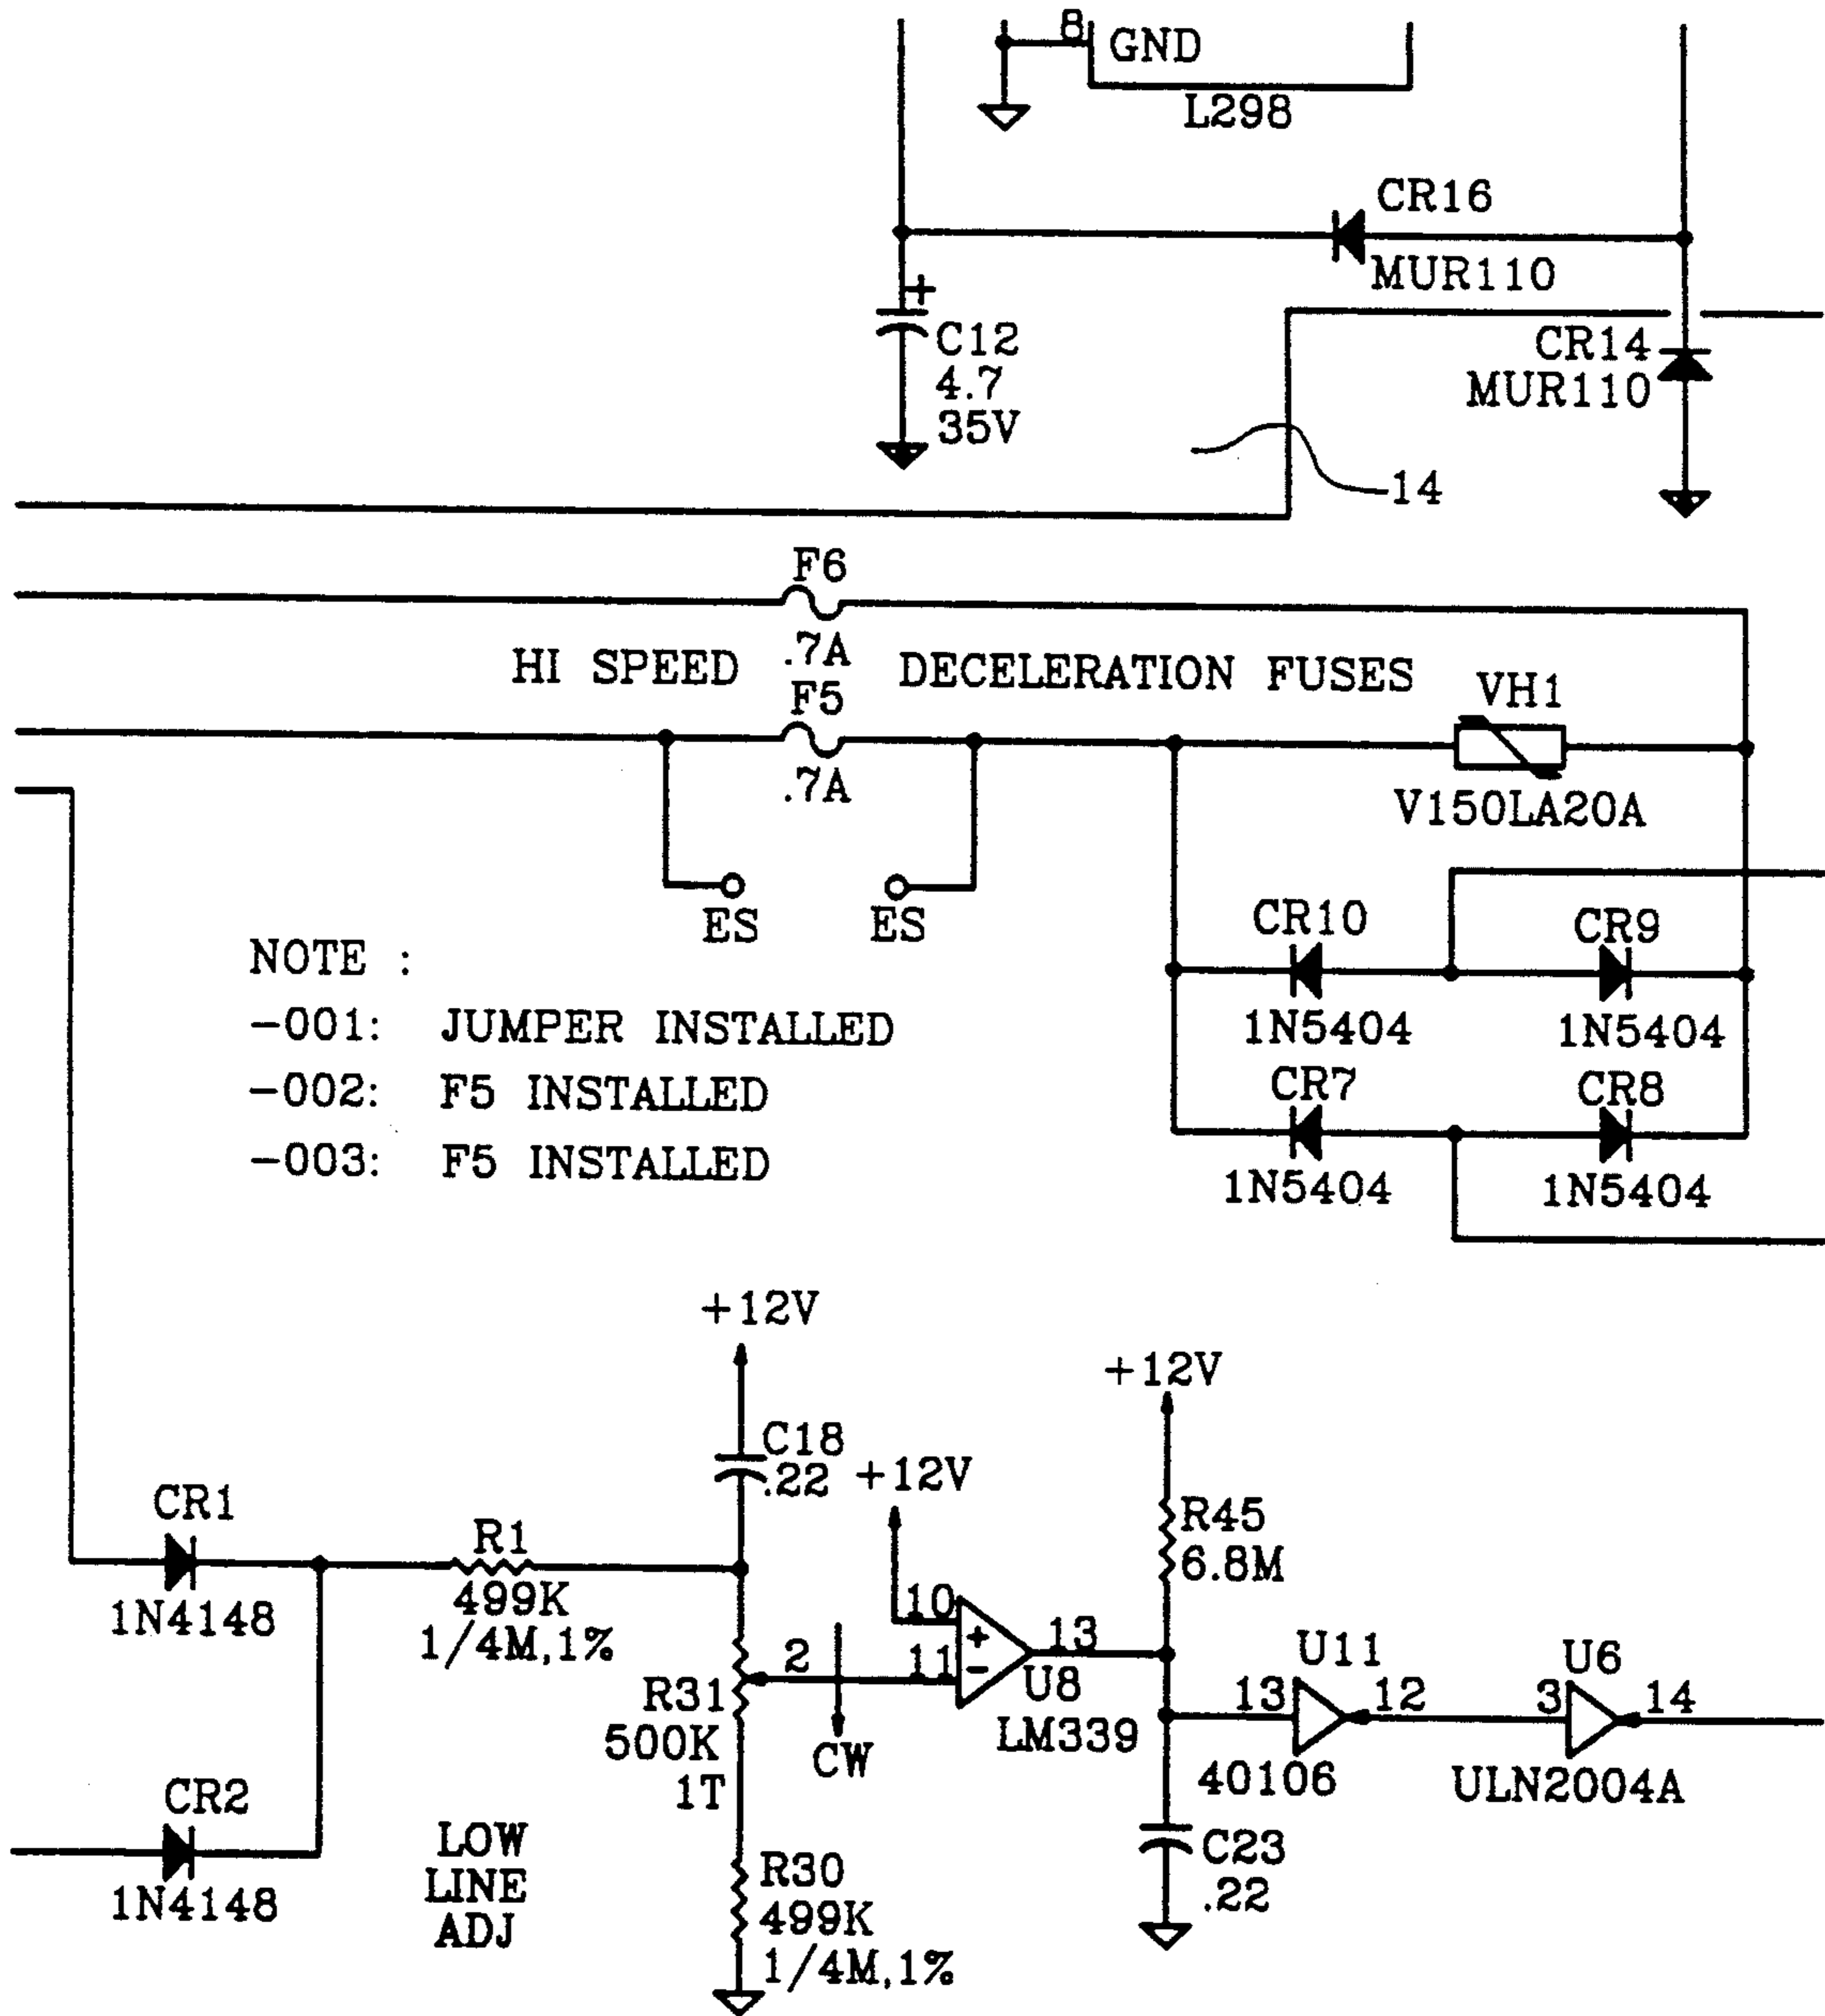 8
GND
L298
CR16
MUR110
+
C12
4.7
35V
CR14
MUR110
14
F6
.7A
HI SPEED DECELERATION FUSES
F5
.7A
VH1
V150LA20A
ES
ES
CR10
1N5404
CR9
1N5404
CR7
1N5404
CR8
1N5404
NOTE :
-001: JUMPER INSTALLED
-002: F5 INSTALLED
-003: F5 INSTALLED
+12V
C18
.22
+12V
+12V
R45
6.8M
CR1
1N4148
R1
499K
1/4M,1%
10
+
11
-
13
U8
LM339
2
CW
R31
500K
1T
U11
13
12
40106
U6
3
14
ULN2004A
CR2
1N4148
LOW
LINE
ADJ
R30
499K
1/4M,1%
C23
.22